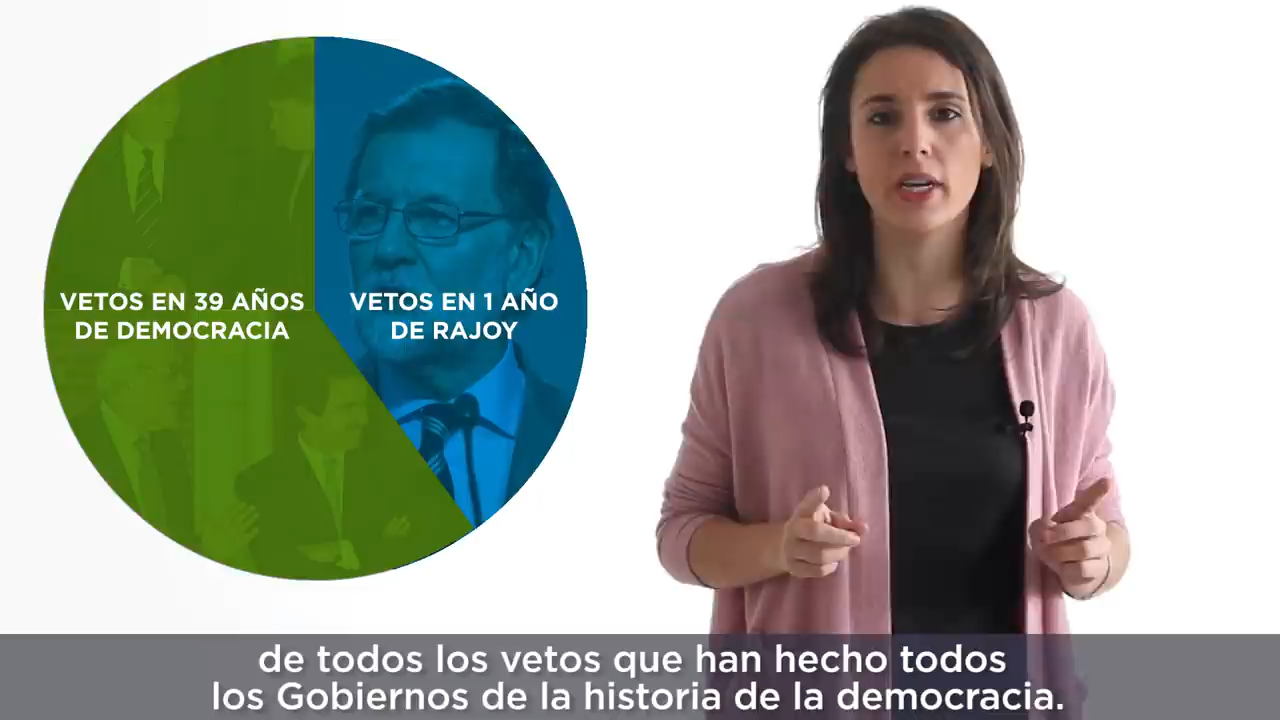 VETOS EN 39 AÑOS
DE DEMOCRACIA
VETOS EN 1 AÑO
DE RAJOY
de todos los vetos que han hecho todos
los Gobiernos de la historia de la democracia.